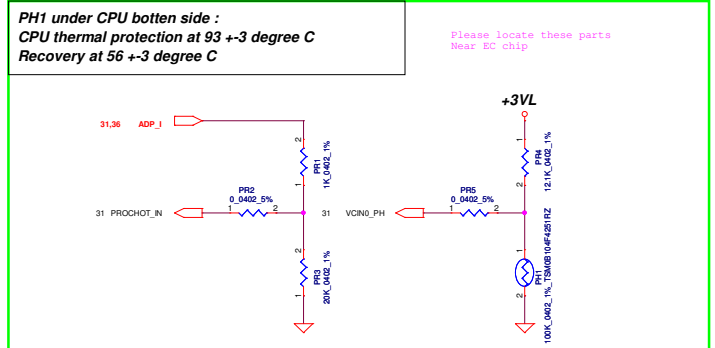 PH1 under CPU botten side :
CPU thermal protection at 93 +-3 degree C
Recovery at 56 +-3 degree C
Please locate these parts
Near EC chip
+3VL
31,36 ADP_I
2
PR1
1K_0402_1%
1
2
PR4
12.1K_0402_1%
2
31 PROCHOT_IN
PR2
0_0402_5%
1 2
31 VCIN0_PH
PR5
0_0402_5%
1 2
2
PR3
20K_0402_1%
1
1
PH1
100K_0402_1%_TSM0B104F4251RZ
2